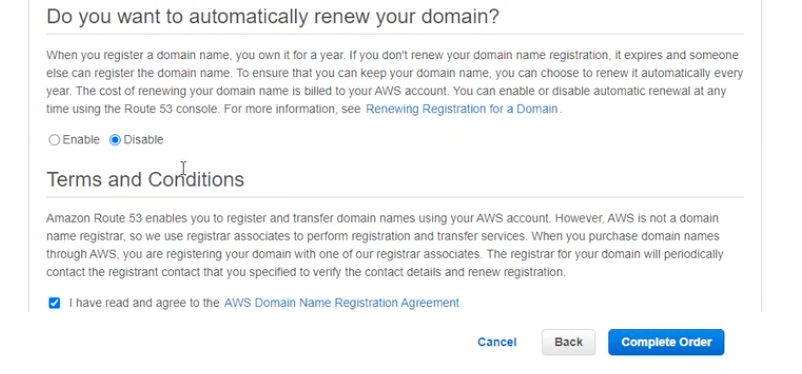 Do you want to automatically renew your domain?
When you register a domain name, you own it for a year. If you don't renew your domain name registration, it expires and someone
else can register the domain name. To ensure that you can keep your domain name, you can choose to renew it automatically every
year. The cost of renewing your domain name is billed to your AWS account. You can enable or disable automatic renewal at any
time using the Route 53 console. For more information, see Renewing Registration for a Domain.
Enable Disable
Terms and Conditions
Amazon Route 53 enables you to register and transfer domain names using your AWS account. However, AWS is not a domain
name registrar, so we use registrar associates to perform registration and transfer services. When you purchase domain names
through AWS, you are registering your domain with one of our registrar associates. The registrar for your domain will periodically
contact the registrant contact that you specified to verify the contact details and renew registration.
I have read and agree to the AWS Domain Name Registration Agreement
Cancel Back Complete Order